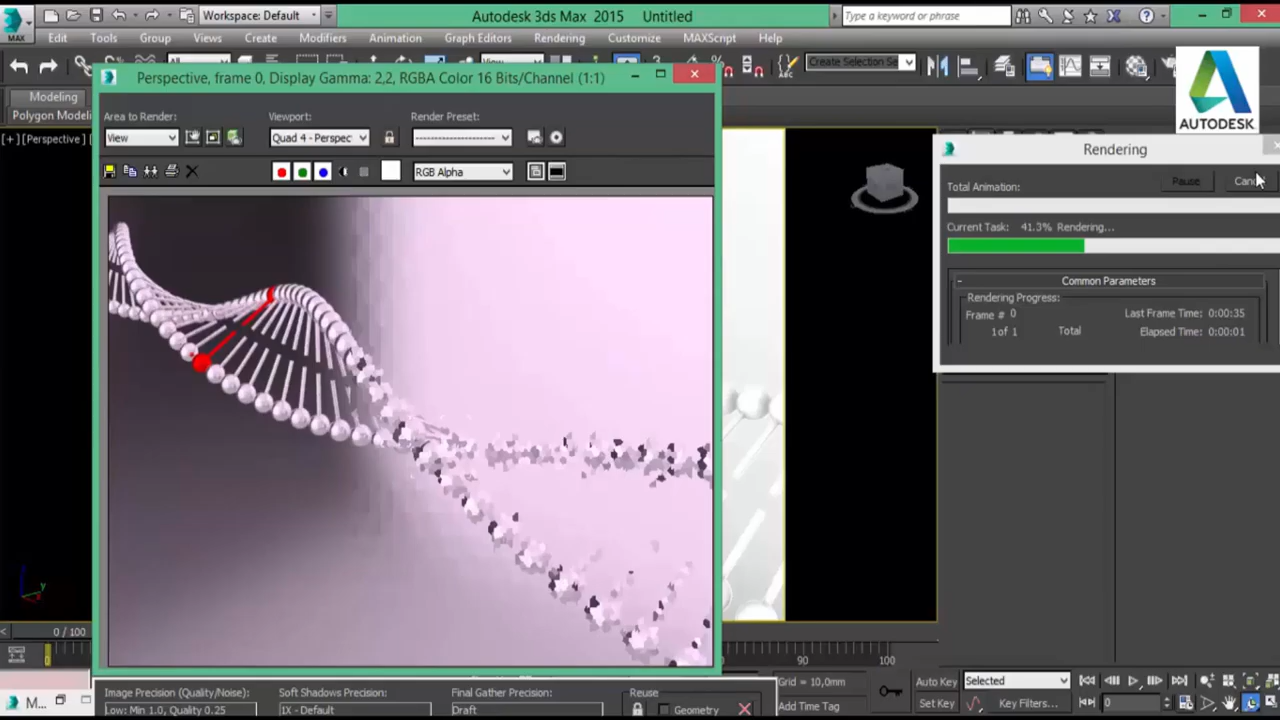 Workspace: Default
Autodesk 3ds Max 2015 Untitled
Type a keyword or phrase
MAX
Edit Tools Group Views Create Modifiers Animation Graph Editors Rendering Customize MAXScript Help
Create Selection Se
Modeling
Polygon Modeli
[+] [Perspective]
Perspective, frame 0, Display Gamma: 2,2, RGBA Color 16 Bits/Channel (1:1)
Area to Render:
Viewport:
Render Preset:
View
Quad 4 - Perspec
RGB Alpha
AUTODESK
Rendering
Pause
Canc
Total Animation:
Current Task: 41.3% Rendering...
Common Parameters
Rendering Progress:
Frame # 0
Last Frame Time: 0:00:35
1 of 1 Total
Elapsed Time: 0:00:01
y
0 / 100
90 100
Image Precision (Quality/Noise):
Low: Min 1.0, Quality 0.25
Soft Shadows Precision:
1X - Default
Final Gather Precision:
Draft
Reuse
Geometry
Grid = 10,0mm
Add Time Tag
Auto Key
Selected
Set Key
Key Filters...
0
M...